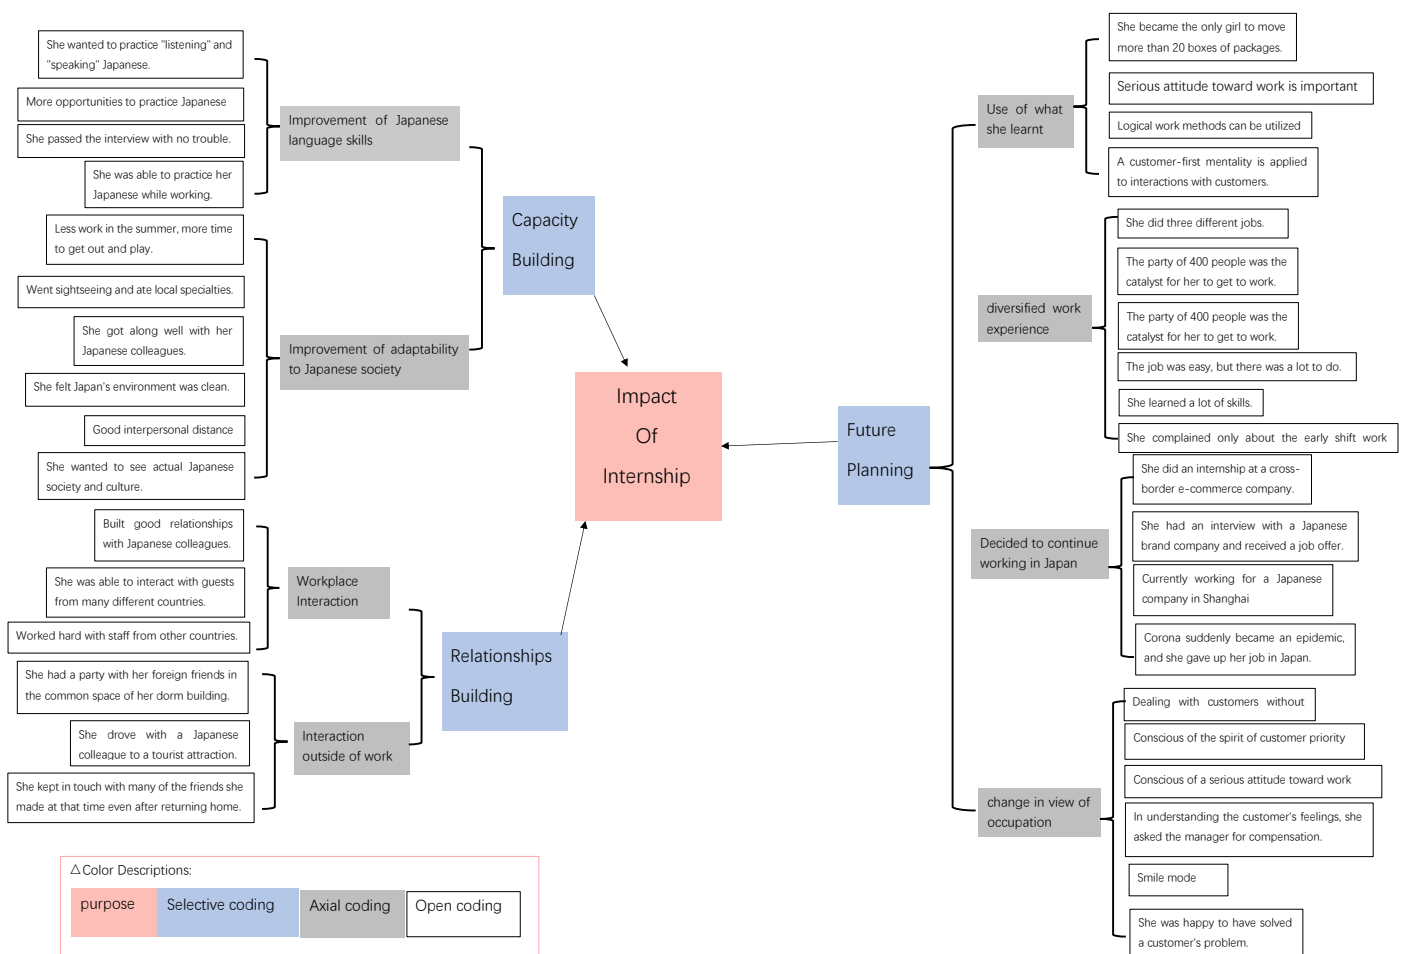 She wanted to practice "listening" and
"speaking" Japanese.
More opportunities to practice Japanese
She passed the interview with no trouble.
She was able to practice her
Japanese while working.
Improvement of Japanese
language skills
Less work in the summer, more time
to get out and play.
Went sightseeing and ate local specialties.
She got along well with her
Japanese colleagues.
She felt Japan's environment was clean.
Good interpersonal distance
She wanted to see actual Japanese
society and culture.
Improvement of adaptability
to Japanese society
Capacity
Building
Built good relationships
with Japanese colleagues.
She was able to interact with guests
from many different countries.
Worked hard with staff from other countries.
Workplace
Interaction
She had a party with her foreign friends in
the common space of her dorm building.
She drove with a Japanese
colleague to a tourist attraction.
She kept in touch with many of the friends she
made at that time even after returning home.
Interaction
outside of work
Relationships
Building
Impact
Of
Internship
Future
Planning
Use of what
she learnt
She became the only girl to move
more than 20 boxes of packages.
Serious attitude toward work is important
Logical work methods can be utilized
A customer-first mentality is applied
to interactions with customers.
diversified work
experience
She did three different jobs.
The party of 400 people was the
catalyst for her to get to work.
The party of 400 people was the
catalyst for her to get to work.
The job was easy, but there was a lot to do.
She learned a lot of skills.
She complained only about the early shift work
Decided to continue
working in Japan
She did an internship at a cross-
border e-commerce company.
She had an interview with a Japanese
brand company and received a job offer.
Currently working for a Japanese
company in Shanghai
Corona suddenly became an epidemic,
and she gave up her job in Japan.
change in view of
occupation
Dealing with customers without
Conscious of the spirit of customer priority
Conscious of a serious attitude toward work
In understanding the customer's feelings, she
asked the manager for compensation.
Smile mode
She was happy to have solved
a customer's problem.
△Color Descriptions:
purpose
Selective coding
Axial coding
Open coding